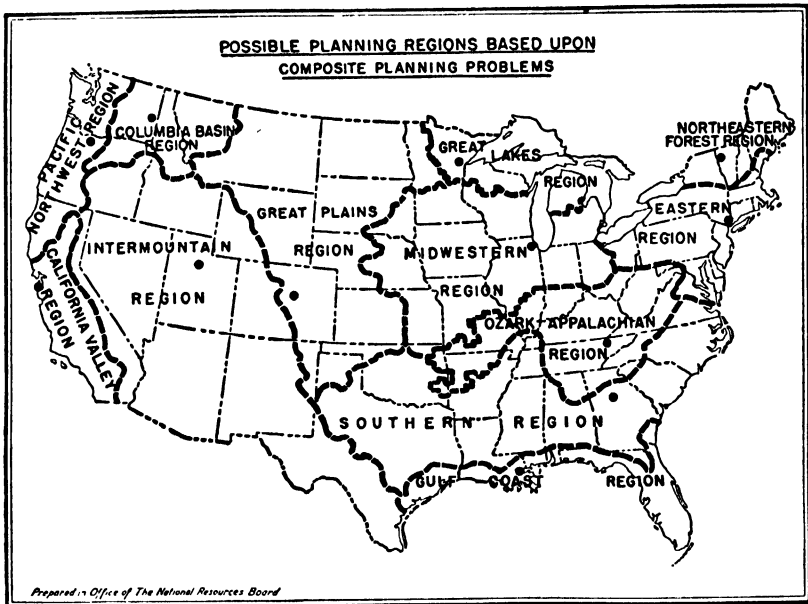 POSSIBLE PLANNING REGIONS BASED UPON
COMPOSITE PLANNING PROBLEMS
PACIFIC
NORTHWEST REGION
COLUMBIA BASIN
REGION
GREAT
LAKES
REGION
NORTHEASTERN
FOREST REGION
EASTERN
REGION
GREAT PLAINS
REGION
INTERMOUNTAIN
REGION
MIDWESTERN
REGION
CALIFORNIA VALLEY
REGION
OZARK-APPALACHIAN
REGION
SOUTHERN REGION
GULF COAST REGION
Prepared in Office of The National Resources Board